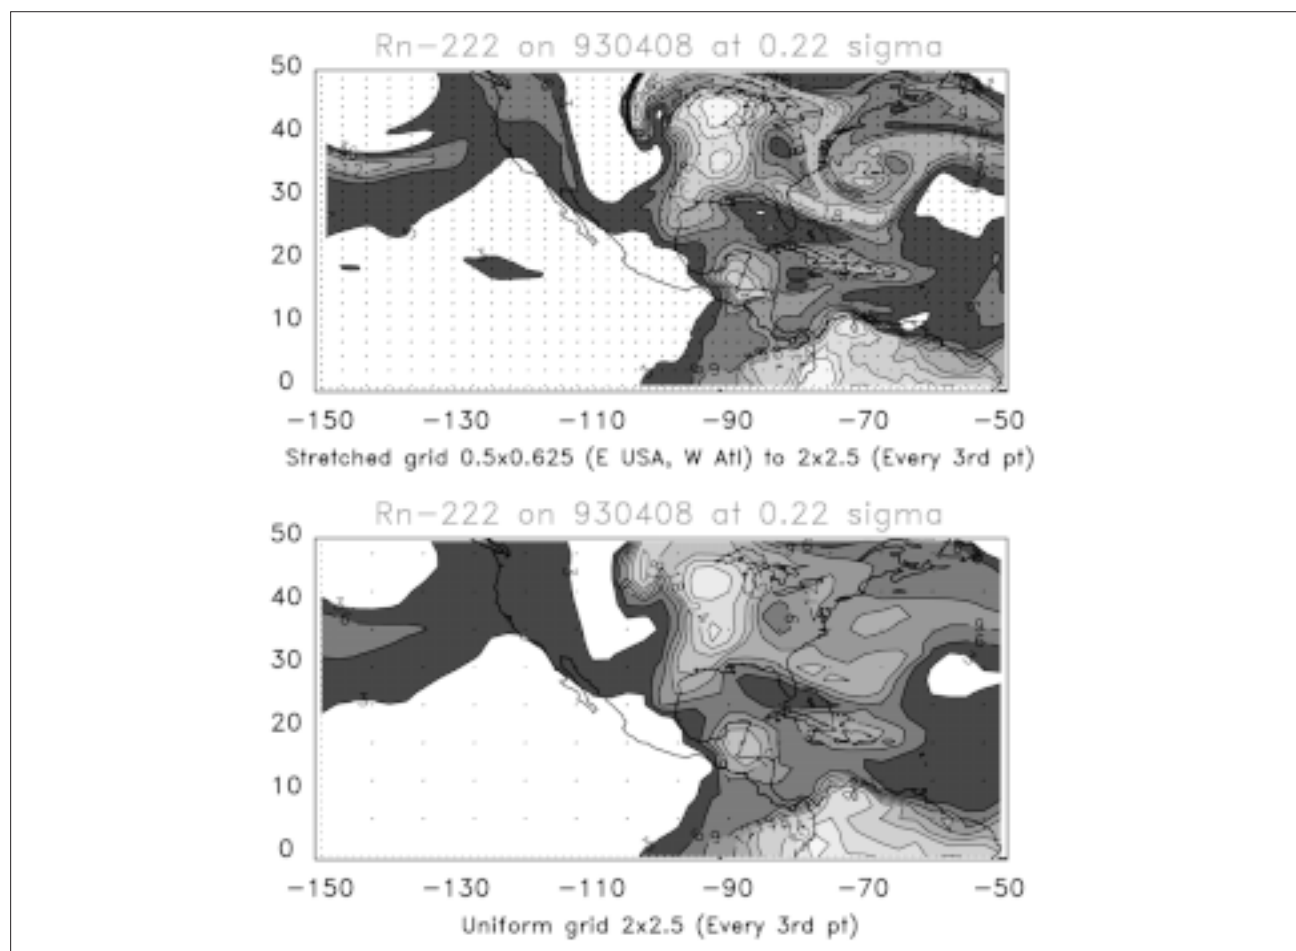 Rn-222 on 930408 at 0.22 sigma
50
40
30
20
10
0
-150 -130 -110 -90 -70 -50
Stretched grid 0.5x0.625 (E USA, W Atl) to 2x2.5 (Every 3rd pt)
Rn-222 on 930408 at 0.22 sigma
50
40
30
20
10
0
-150 -130 -110 -90 -70 -50
Uniform grid 2x2.5 (Every 3rd pt)